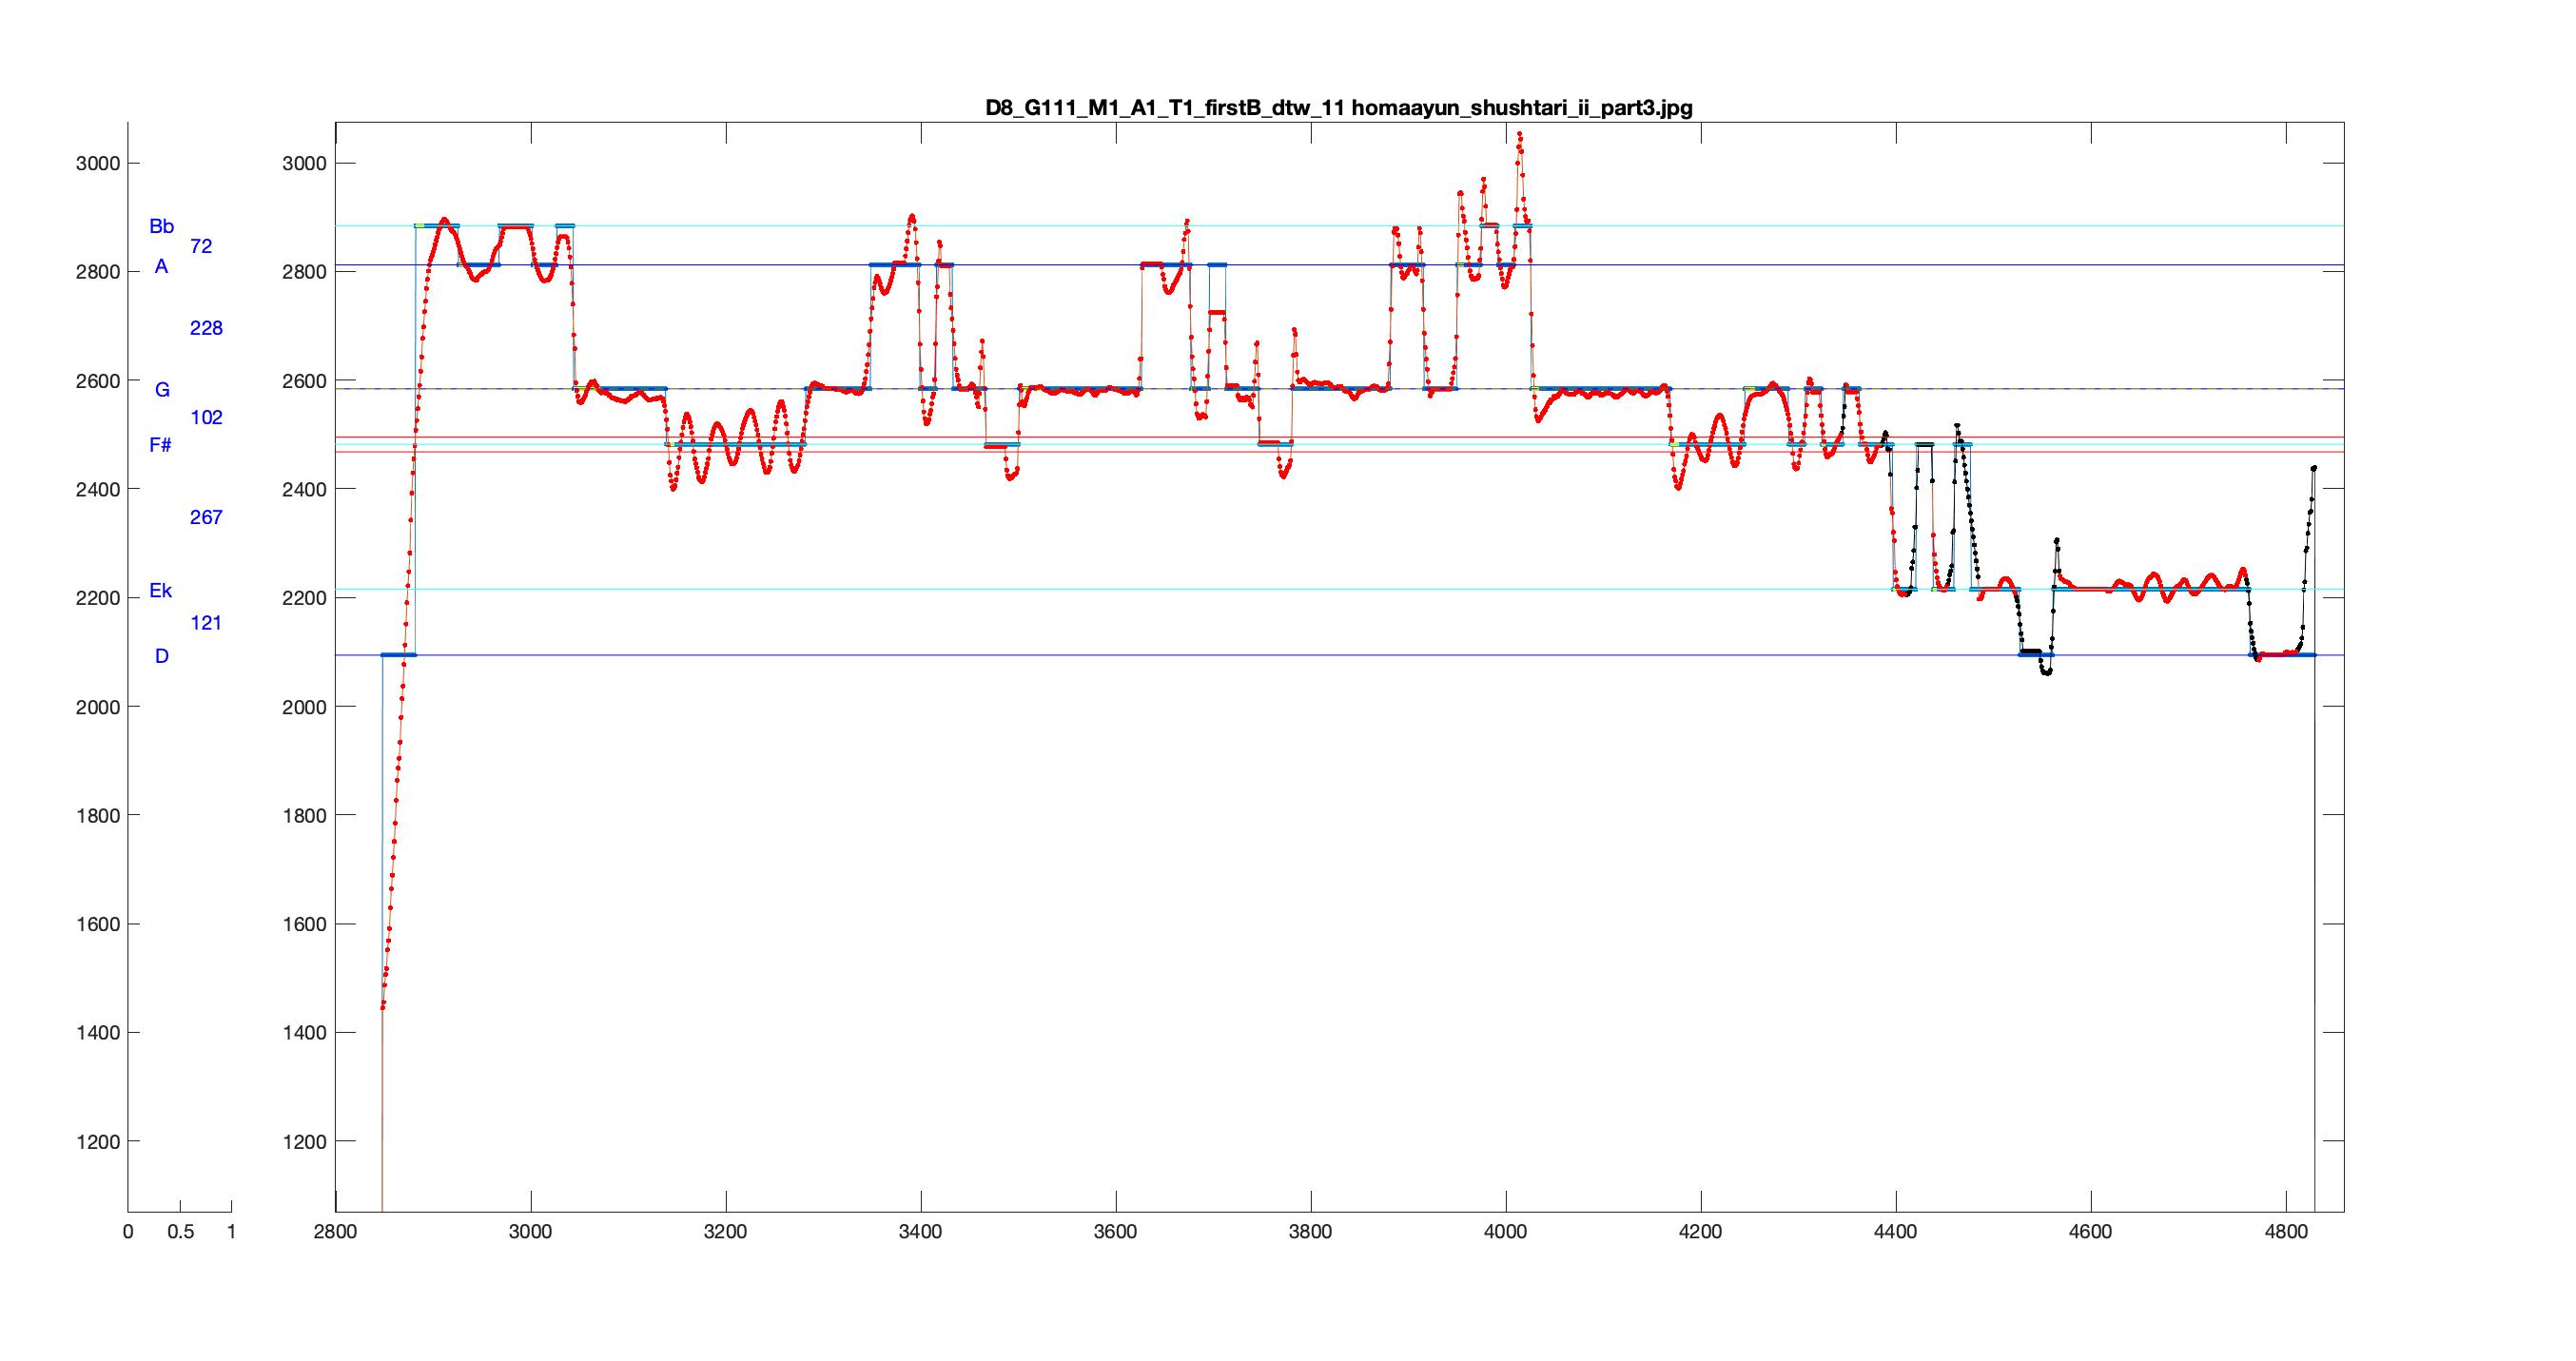 D8_G111_M1_A1_T1_firstB_dtw_11 homaayun_shushtari_ii_part3.jpg
3000 3000
Bb
72
2800 A 2800
228
2600 G 2600
102
F#
2400 2400
267
Ek
2200 2200
121
D
2000 2000
1800 1800
1600 1600
1400 1400
1200 1200
0 0.5 1 2800 3000 3200 3400 3600 3800 4000 4200 4400 4600 4800